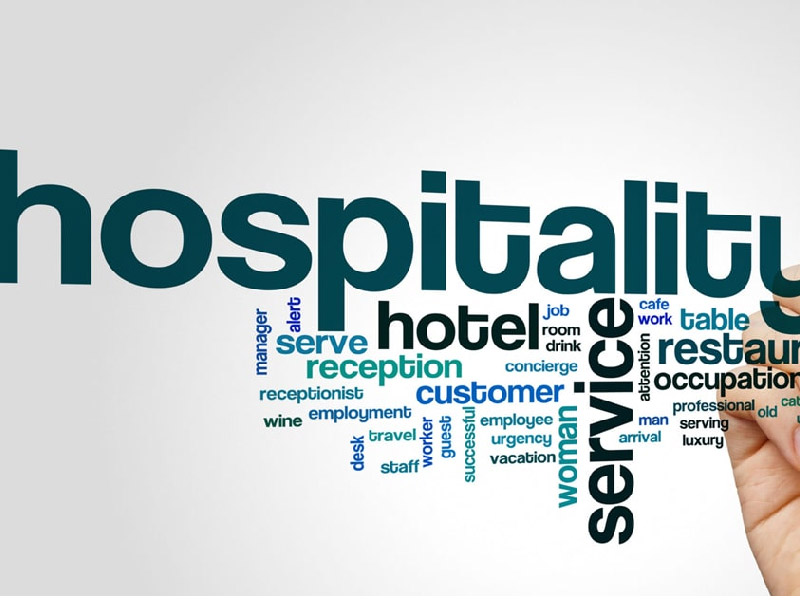 hospitality
manager
alert
serve
hotel
job
room
drink
service
cafe
work
table
attention
restaur
reception
concierge
occupation
receptionist
customer
wine
employment
desk
travel
staff
worker
guest
successful
employee
urgency
vacation
woman
man
arrival
professional
serving
luxury
old